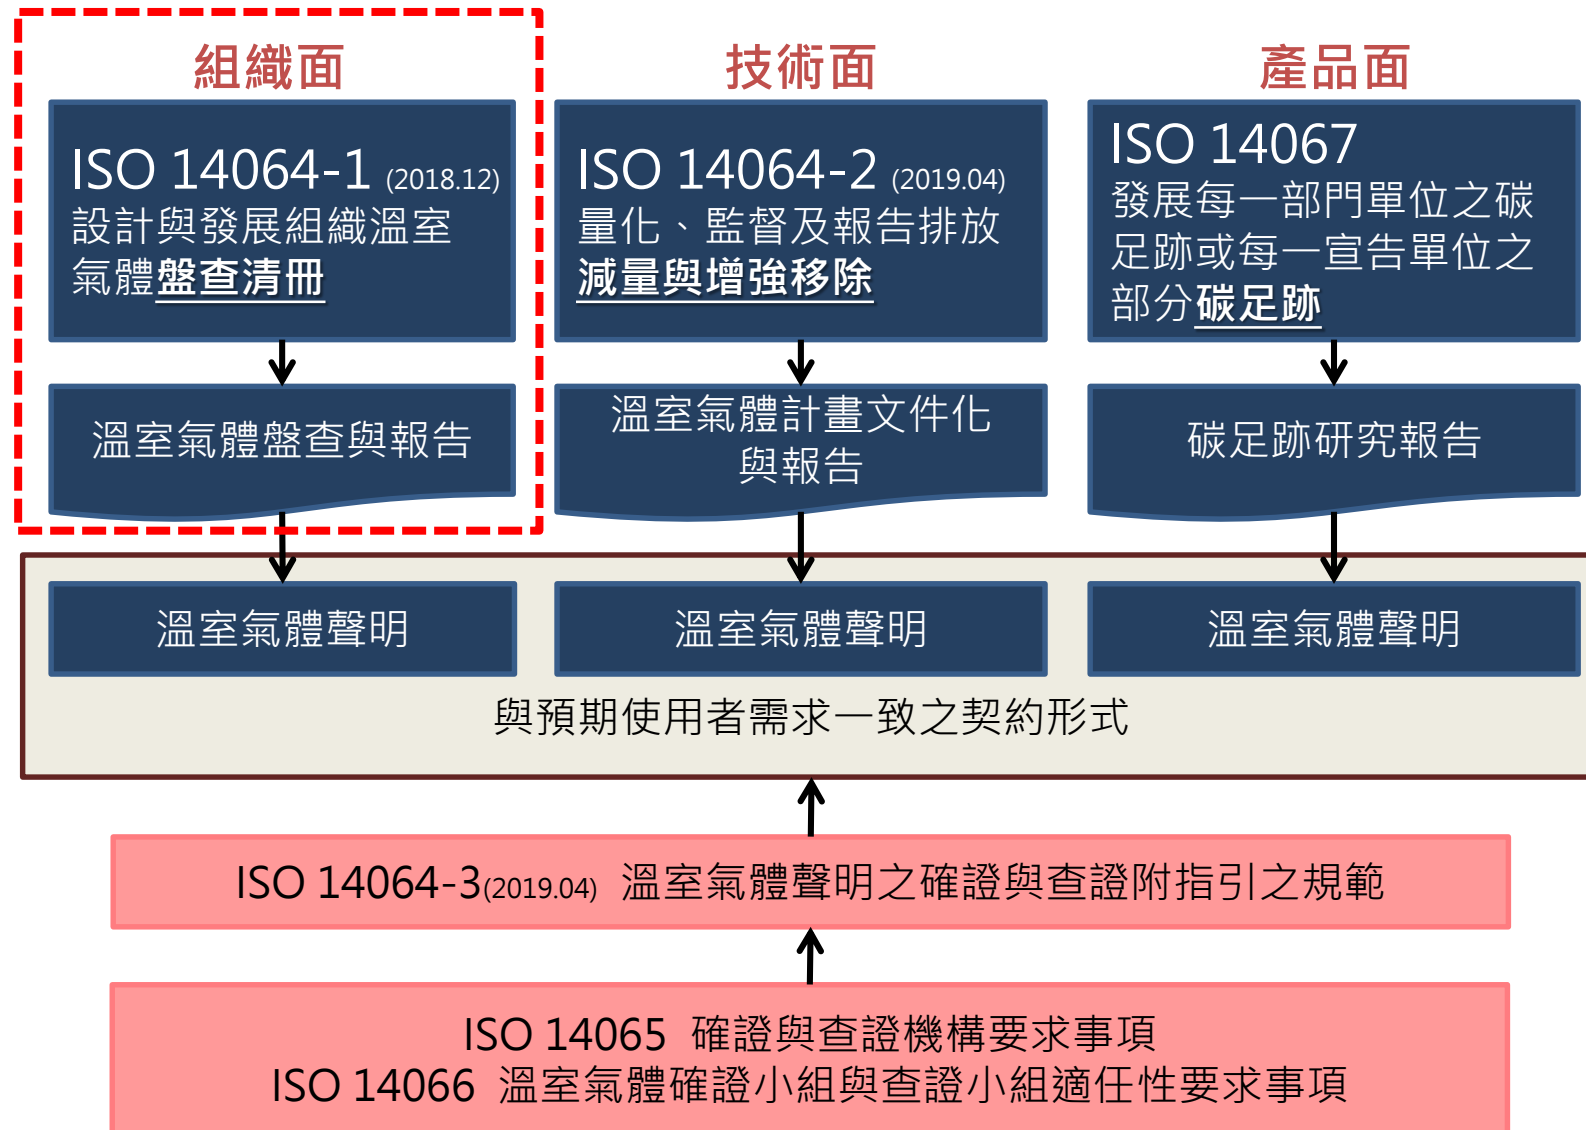 組織面
技術面
產品面
ISO 14064-1 (2018.12)
設計與發展組織溫室
氣體盤查清冊
ISO 14064-2 (2019.04)
量化、監督及報告排放
減量與增強移除
ISO 14067
發展每一部門單位之碳
足跡或每一宣告單位之
部分碳足跡
溫室氣體盤查與報告
溫室氣體計畫文件化
與報告
碳足跡研究報告
溫室氣體聲明
溫室氣體聲明
溫室氣體聲明
與預期使用者需求一致之契約形式
ISO 14064-3(2019.04) 溫室氣體聲明之確證與查證附指引之規範
ISO 14065 確證與查證機構要求事項
ISO 14066 溫室氣體確證小組與查證小組適任性要求事項